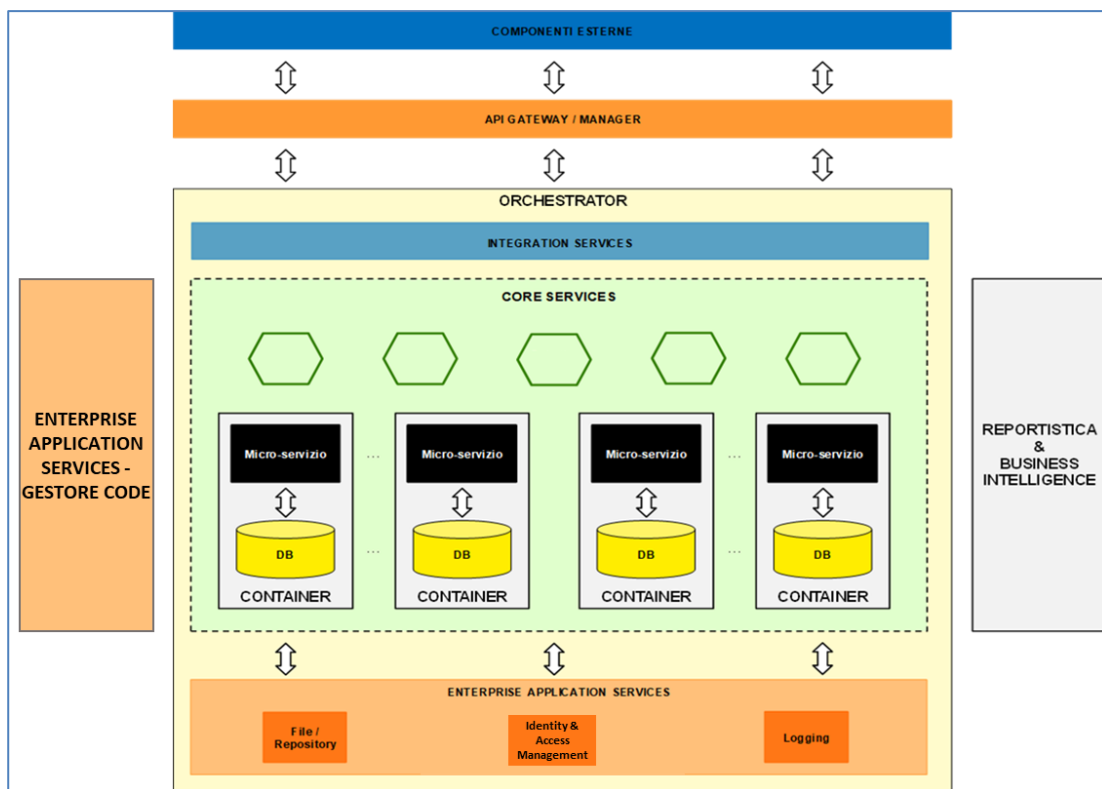 COMPONENTI ESTERNE
API GATEWAY / MANAGER
ORCHESTRATOR
INTEGRATION SERVICES
CORE SERVICES
ENTERPRISE
APPLICATION
SERVICES -
GESTORE CODE
Micro-servizio
...
Micro-servizio
Micro-servizio
...
Micro-servizio
DB
...
DB
DB
...
DB
CONTAINER
CONTAINER
CONTAINER
CONTAINER
REPORTISTICA
&
BUSINESS
INTELLIGENCE
ENTERPRISE APPLICATION SERVICES
File /
Repository
Identity &
Access
Management
Logging